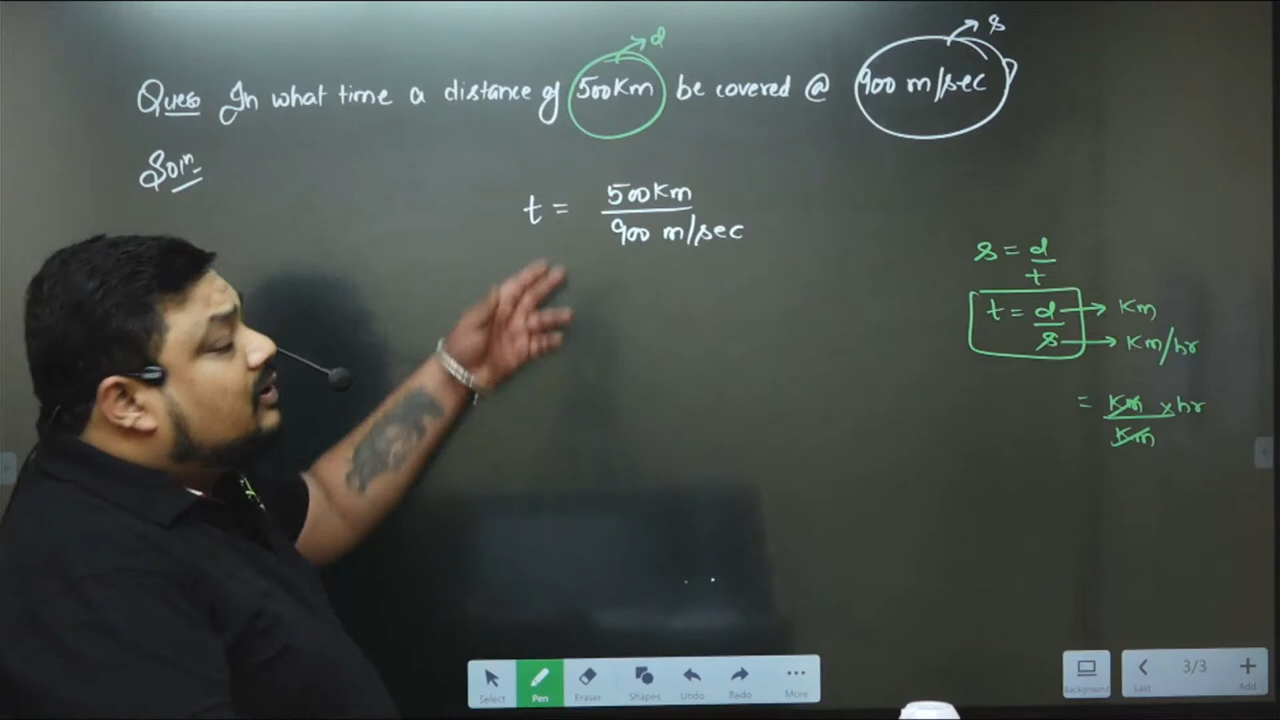 Ques In what time a distance of 500Km be covered @ 900 m/sec
d
s
Soln
t = 500Km
900 m/sec
s = d
t
t = d → Km
s → Km/hr
= Km x hr
Km
Select
Pen
Eraser
Shapes
Undo
Redo
More
Background
Last
3/3
Add